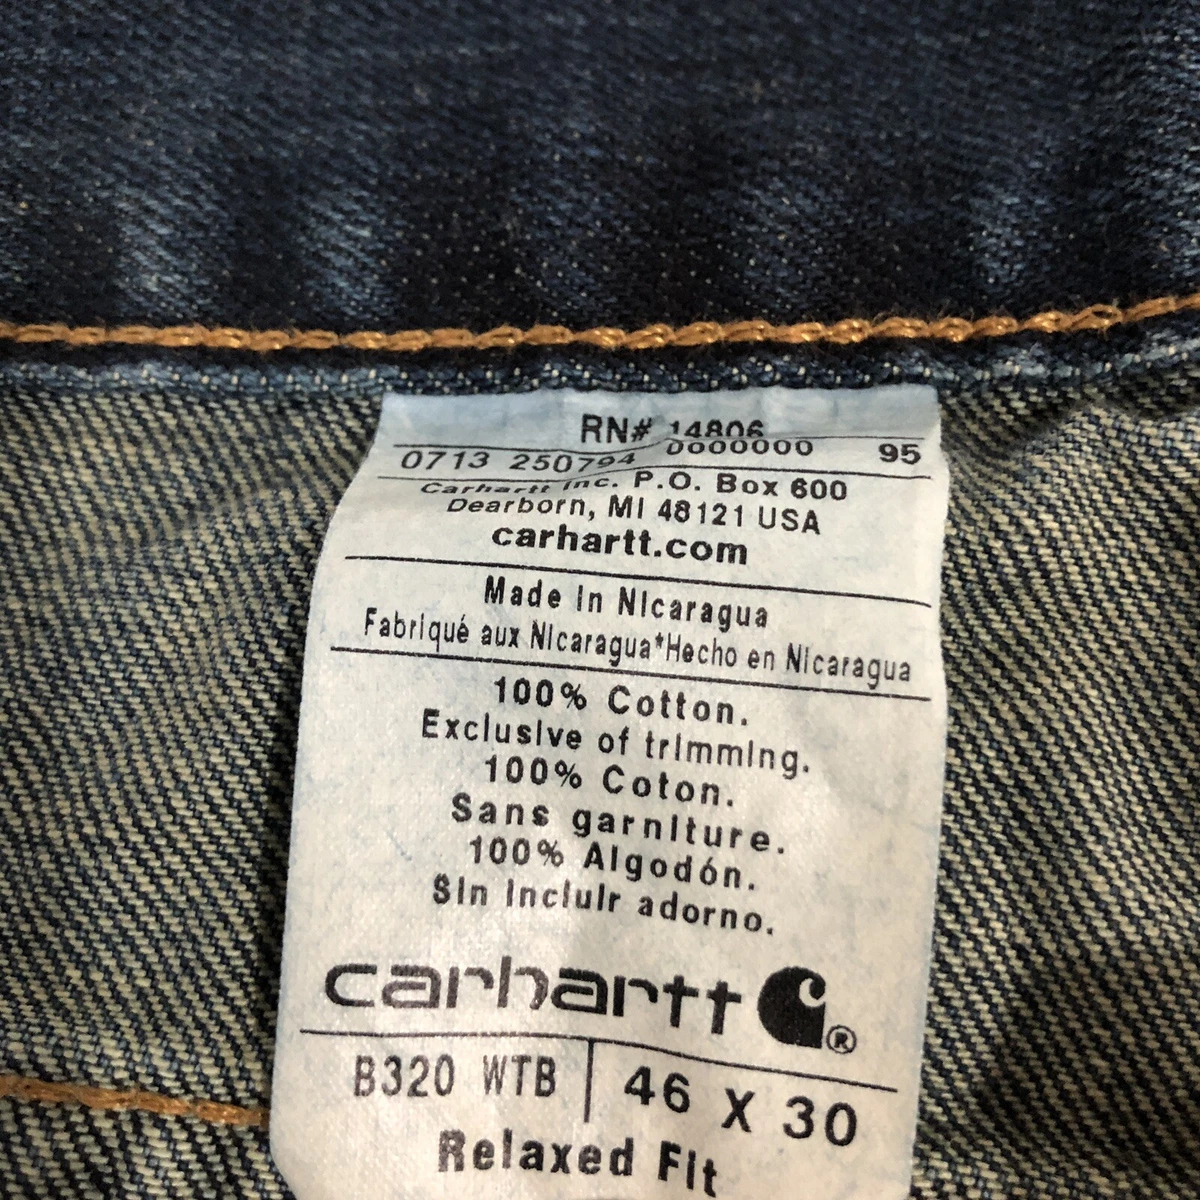 RN# 14806
0713 250794 0000000 95
Carhartt Inc. P.O. Box 600
Dearborn, MI 48121 USA
carhartt.com
Made in Nicaragua
Fabriqué aux Nicaragua*Hecho en Nicaragua
100% Cotton.
Exclusive of trimming.
100% Coton.
Sans garniture.
100% Algodón.
Sin incluir adorno.
carhartt ®
B320 WTB 46 X 30
Relaxed Fit